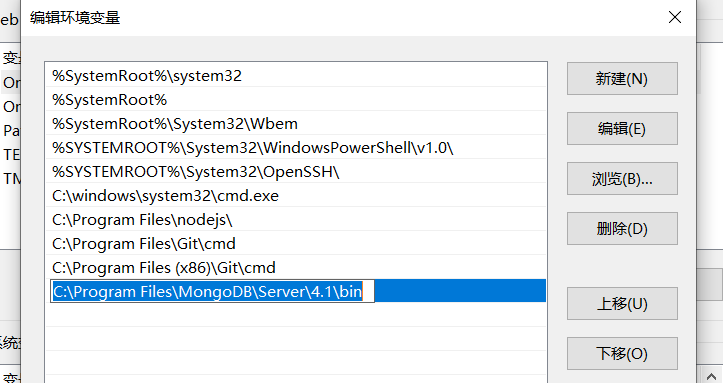 eb
编辑环境变量
变
On
On
Pa
TE
TM
%SystemRoot%\system32
%SystemRoot%
%SystemRoot%\System32\Wbem
%SYSTEMROOT%\System32\WindowsPowerShell\v1.0\
%SYSTEMROOT%\System32\OpenSSH\
C:\windows\system32\cmd.exe
C:\Program Files\nodejs\
C:\Program Files\Git\cmd
C:\Program Files (x86)\Git\cmd
C:\Program Files\MongoDB\Server\4.1\bin
新建(N)
编辑(E)
浏览(B)...
删除(D)
上移(U)
下移(O)
系统
变